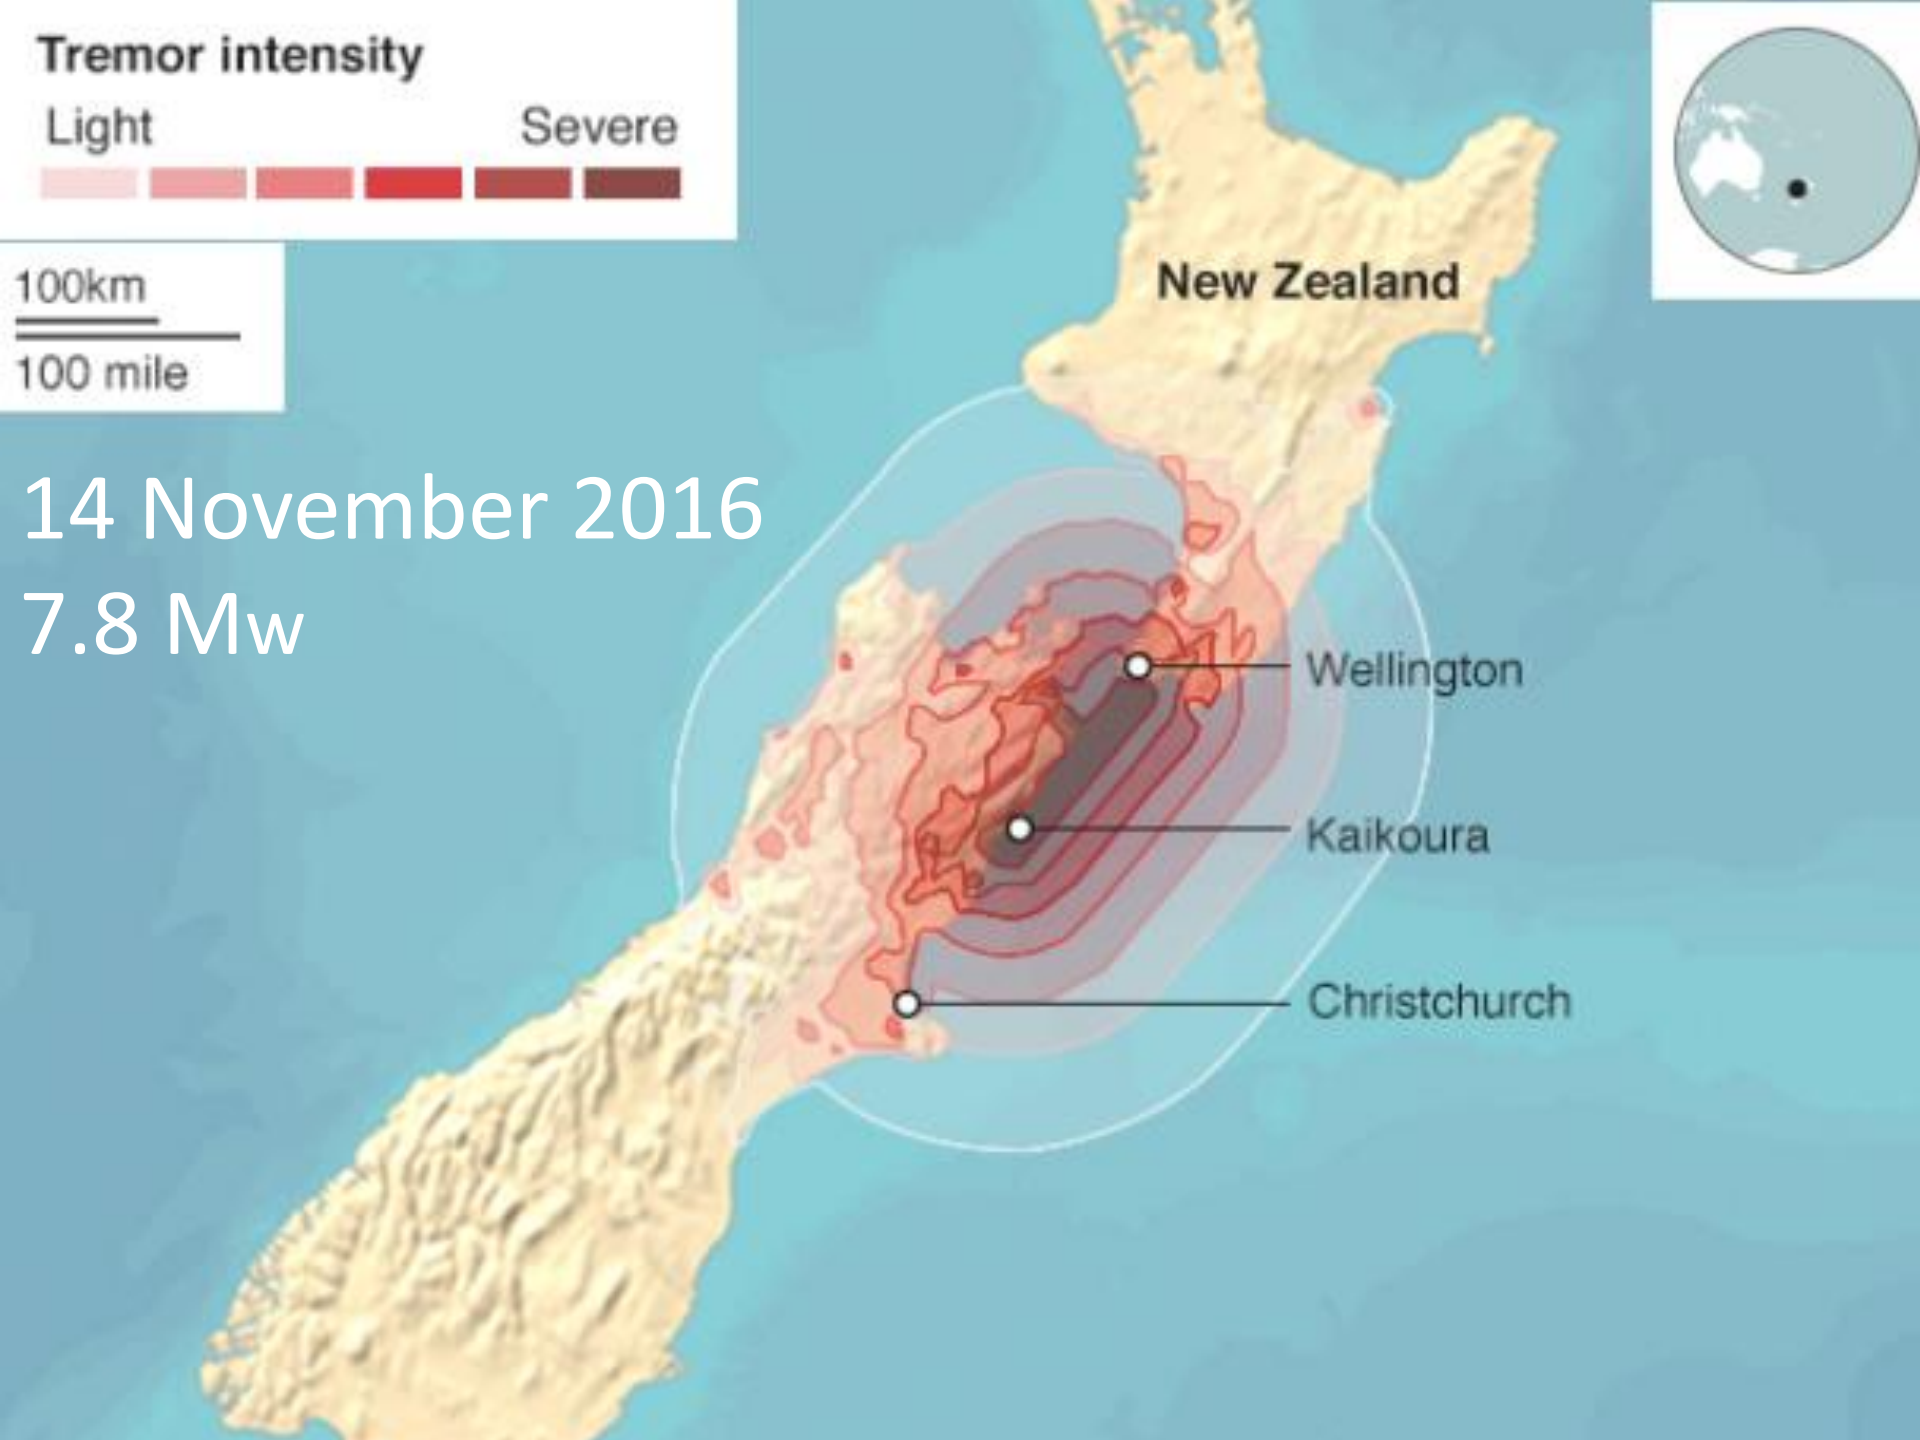 Tremor intensity
Light Severe
100km
100 mile
14 November 2016
7.8 Mw
New Zealand
Wellington
Kaikoura
Christchurch